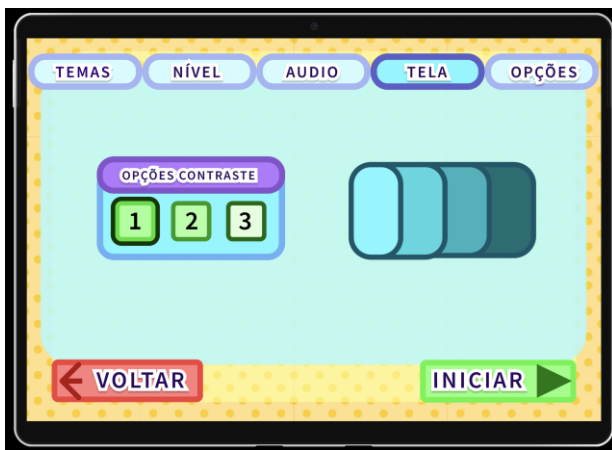 TEMAS NÍVEL AUDIO TELA OPÇÕES
OPÇÕES CONTRASTE
1 2 3
VOLTAR INICIAR